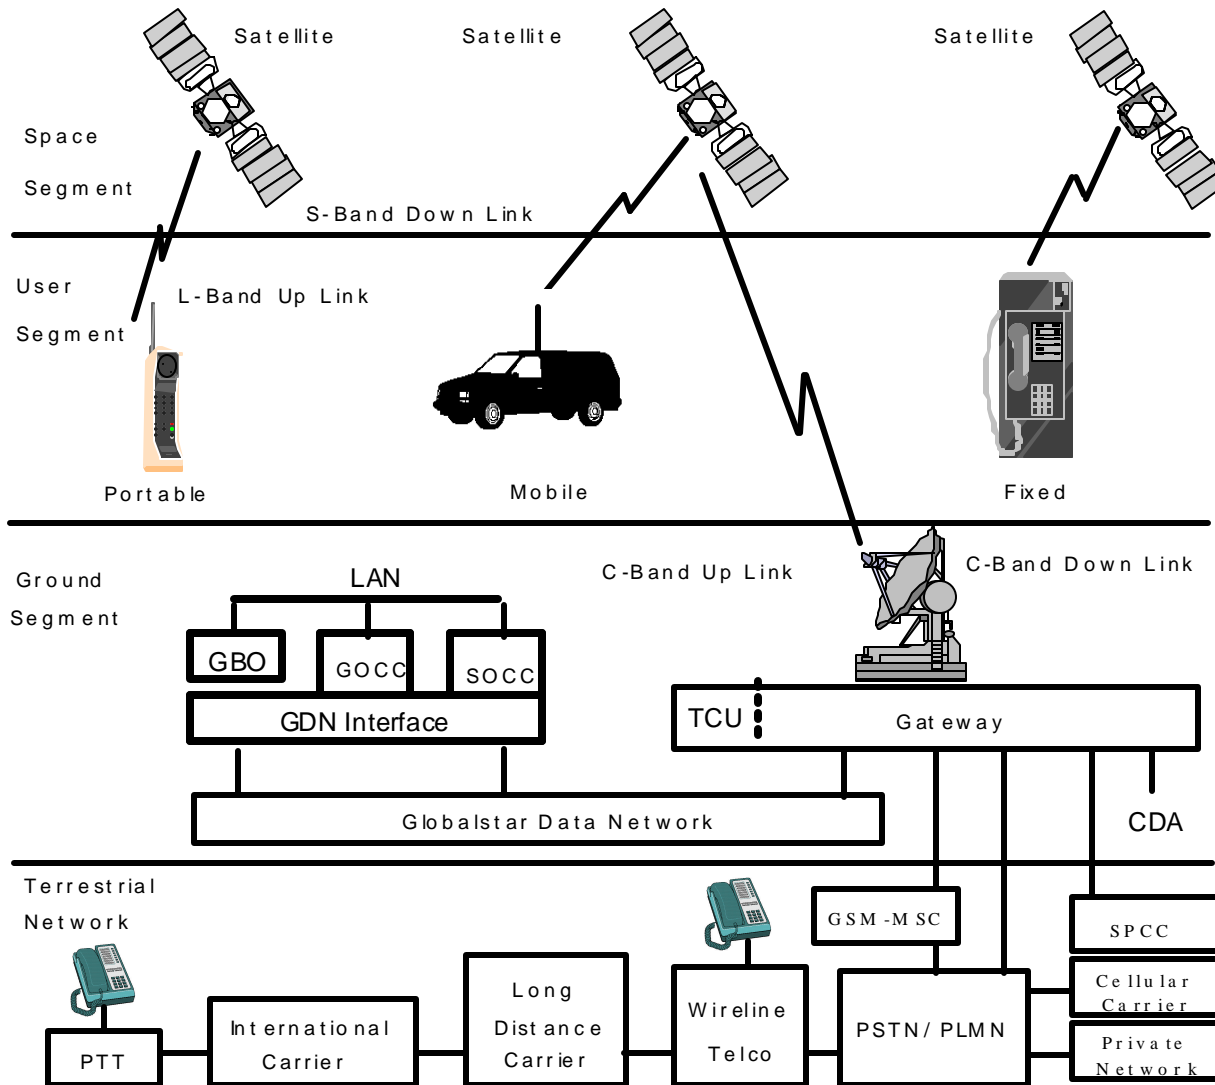 Satellite
Satellite
Satellite
Space
Segment
S-Band Down Link
User
Segment
L-Band Up Link
Portable
Mobile
Fixed
Ground
Segment
LAN
C-Band Up Link
C-Band Down Link
GBO
GOCC
SOCC
GDN Interface
TCU
Gateway
Globalstar Data Network
CDA
Terrestrial
Network
GSM-MSC
SPCC
PTT
International
Carrier
Long
Distance
Carrier
Wireline
Telco
PSTN/ PLMN
Cellular
Carrier
Private
Network